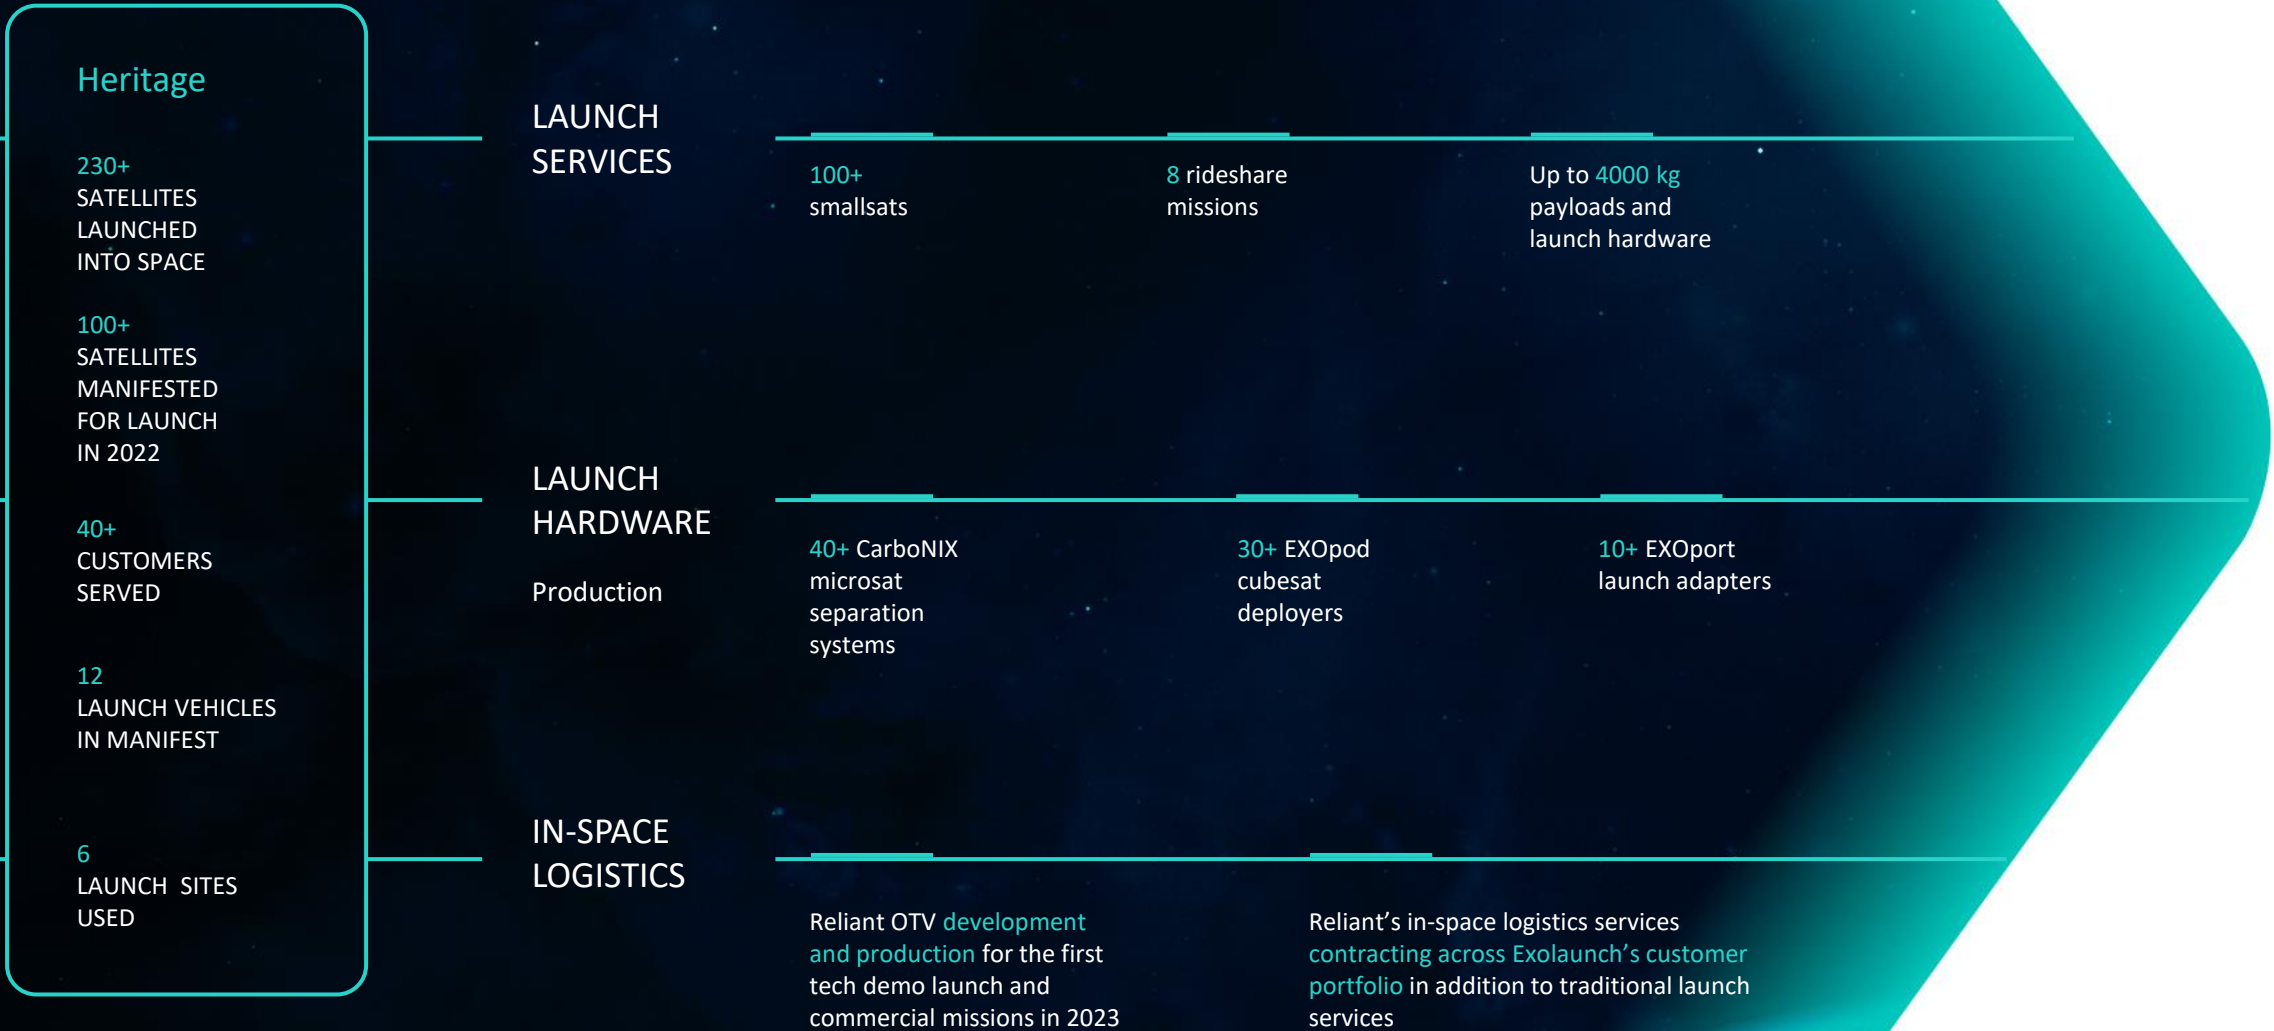 Heritage
230+
SATELLITES
LAUNCHED
INTO SPACE
100+
SATELLITES
MANIFESTED
FOR LAUNCH
IN 2022
40+
CUSTOMERS
SERVED
12
LAUNCH VEHICLES
IN MANIFEST
6
LAUNCH SITES
USED
LAUNCH
SERVICES
100+
smallsats
8 rideshare
missions
Up to 4000 kg
payloads and
launch hardware
LAUNCH
HARDWARE
Production
40+ CarboNIX
microsat
separation
systems
30+ EXOpod
cubesat
deployers
10+ EXOport
launch adapters
IN-SPACE
LOGISTICS
Reliant OTV development
and production for the first
tech demo launch and
commercial missions in 2023
Reliant’s in-space logistics services
contracting across Exolaunch’s customer
portfolio in addition to traditional launch
services